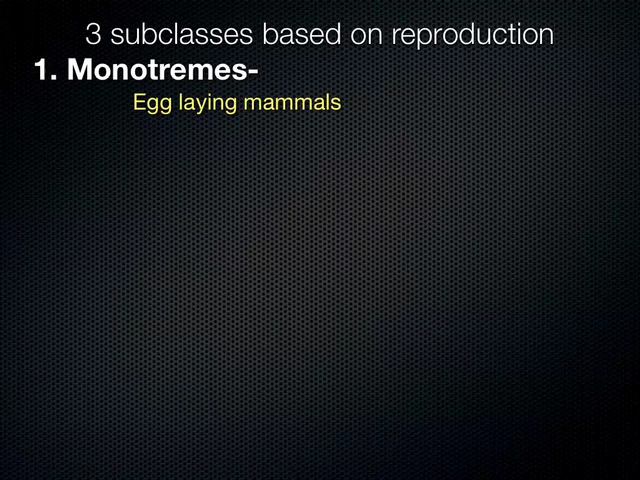 3 subclasses based on reproduction
1. Monotremes-
Egg laying mammals